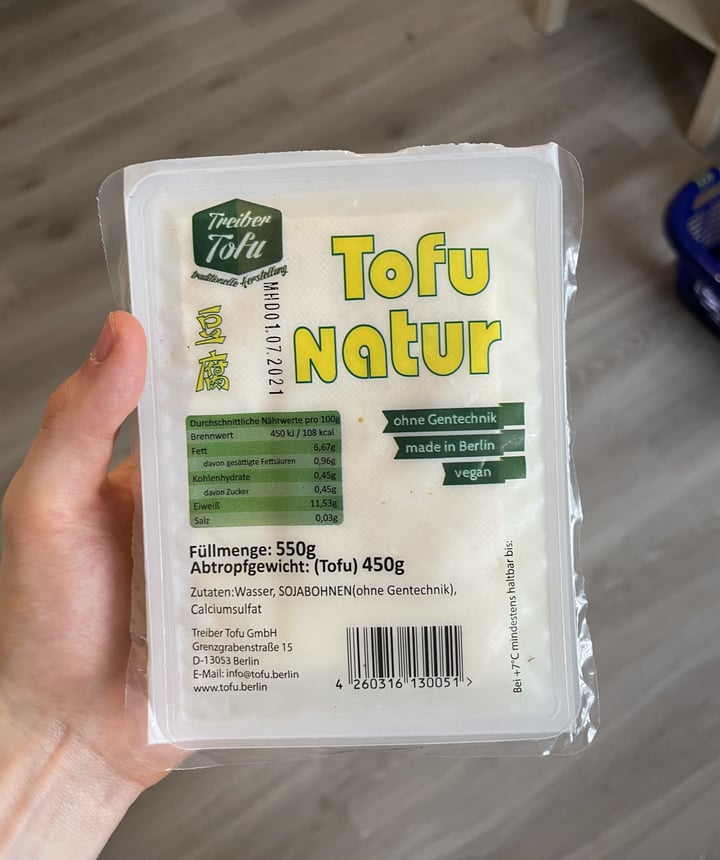 Treiber
Tofu
traditionelle Herstellung
豆
腐
MHD01.07.2021
Tofu
Natur
ohne Gentechnik
made in Berlin
vegan
Durchschnittliche Nährwerte pro 100g
Brennwert 450 kJ / 108 kcal
Fett 6,67g
davon gesättigte Fettsäuren 0,96g
Kohlenhydrate 0,45g
davon Zucker 0,45g
Eiweiß 11,53g
Salz 0,03g
Füllmenge: 550g
Abtropfgewicht: (Tofu) 450g
Zutaten:Wasser, SOJABOHNEN(ohne Gentechnik),
Calciumsulfat
Treiber Tofu GmbH
Grenzgrabenstraße 15
D-13053 Berlin
E-Mail: info@tofu.berlin
www.tofu.berlin
4 260316 130051 >
Bei +7°C mindestens haltbar bis: